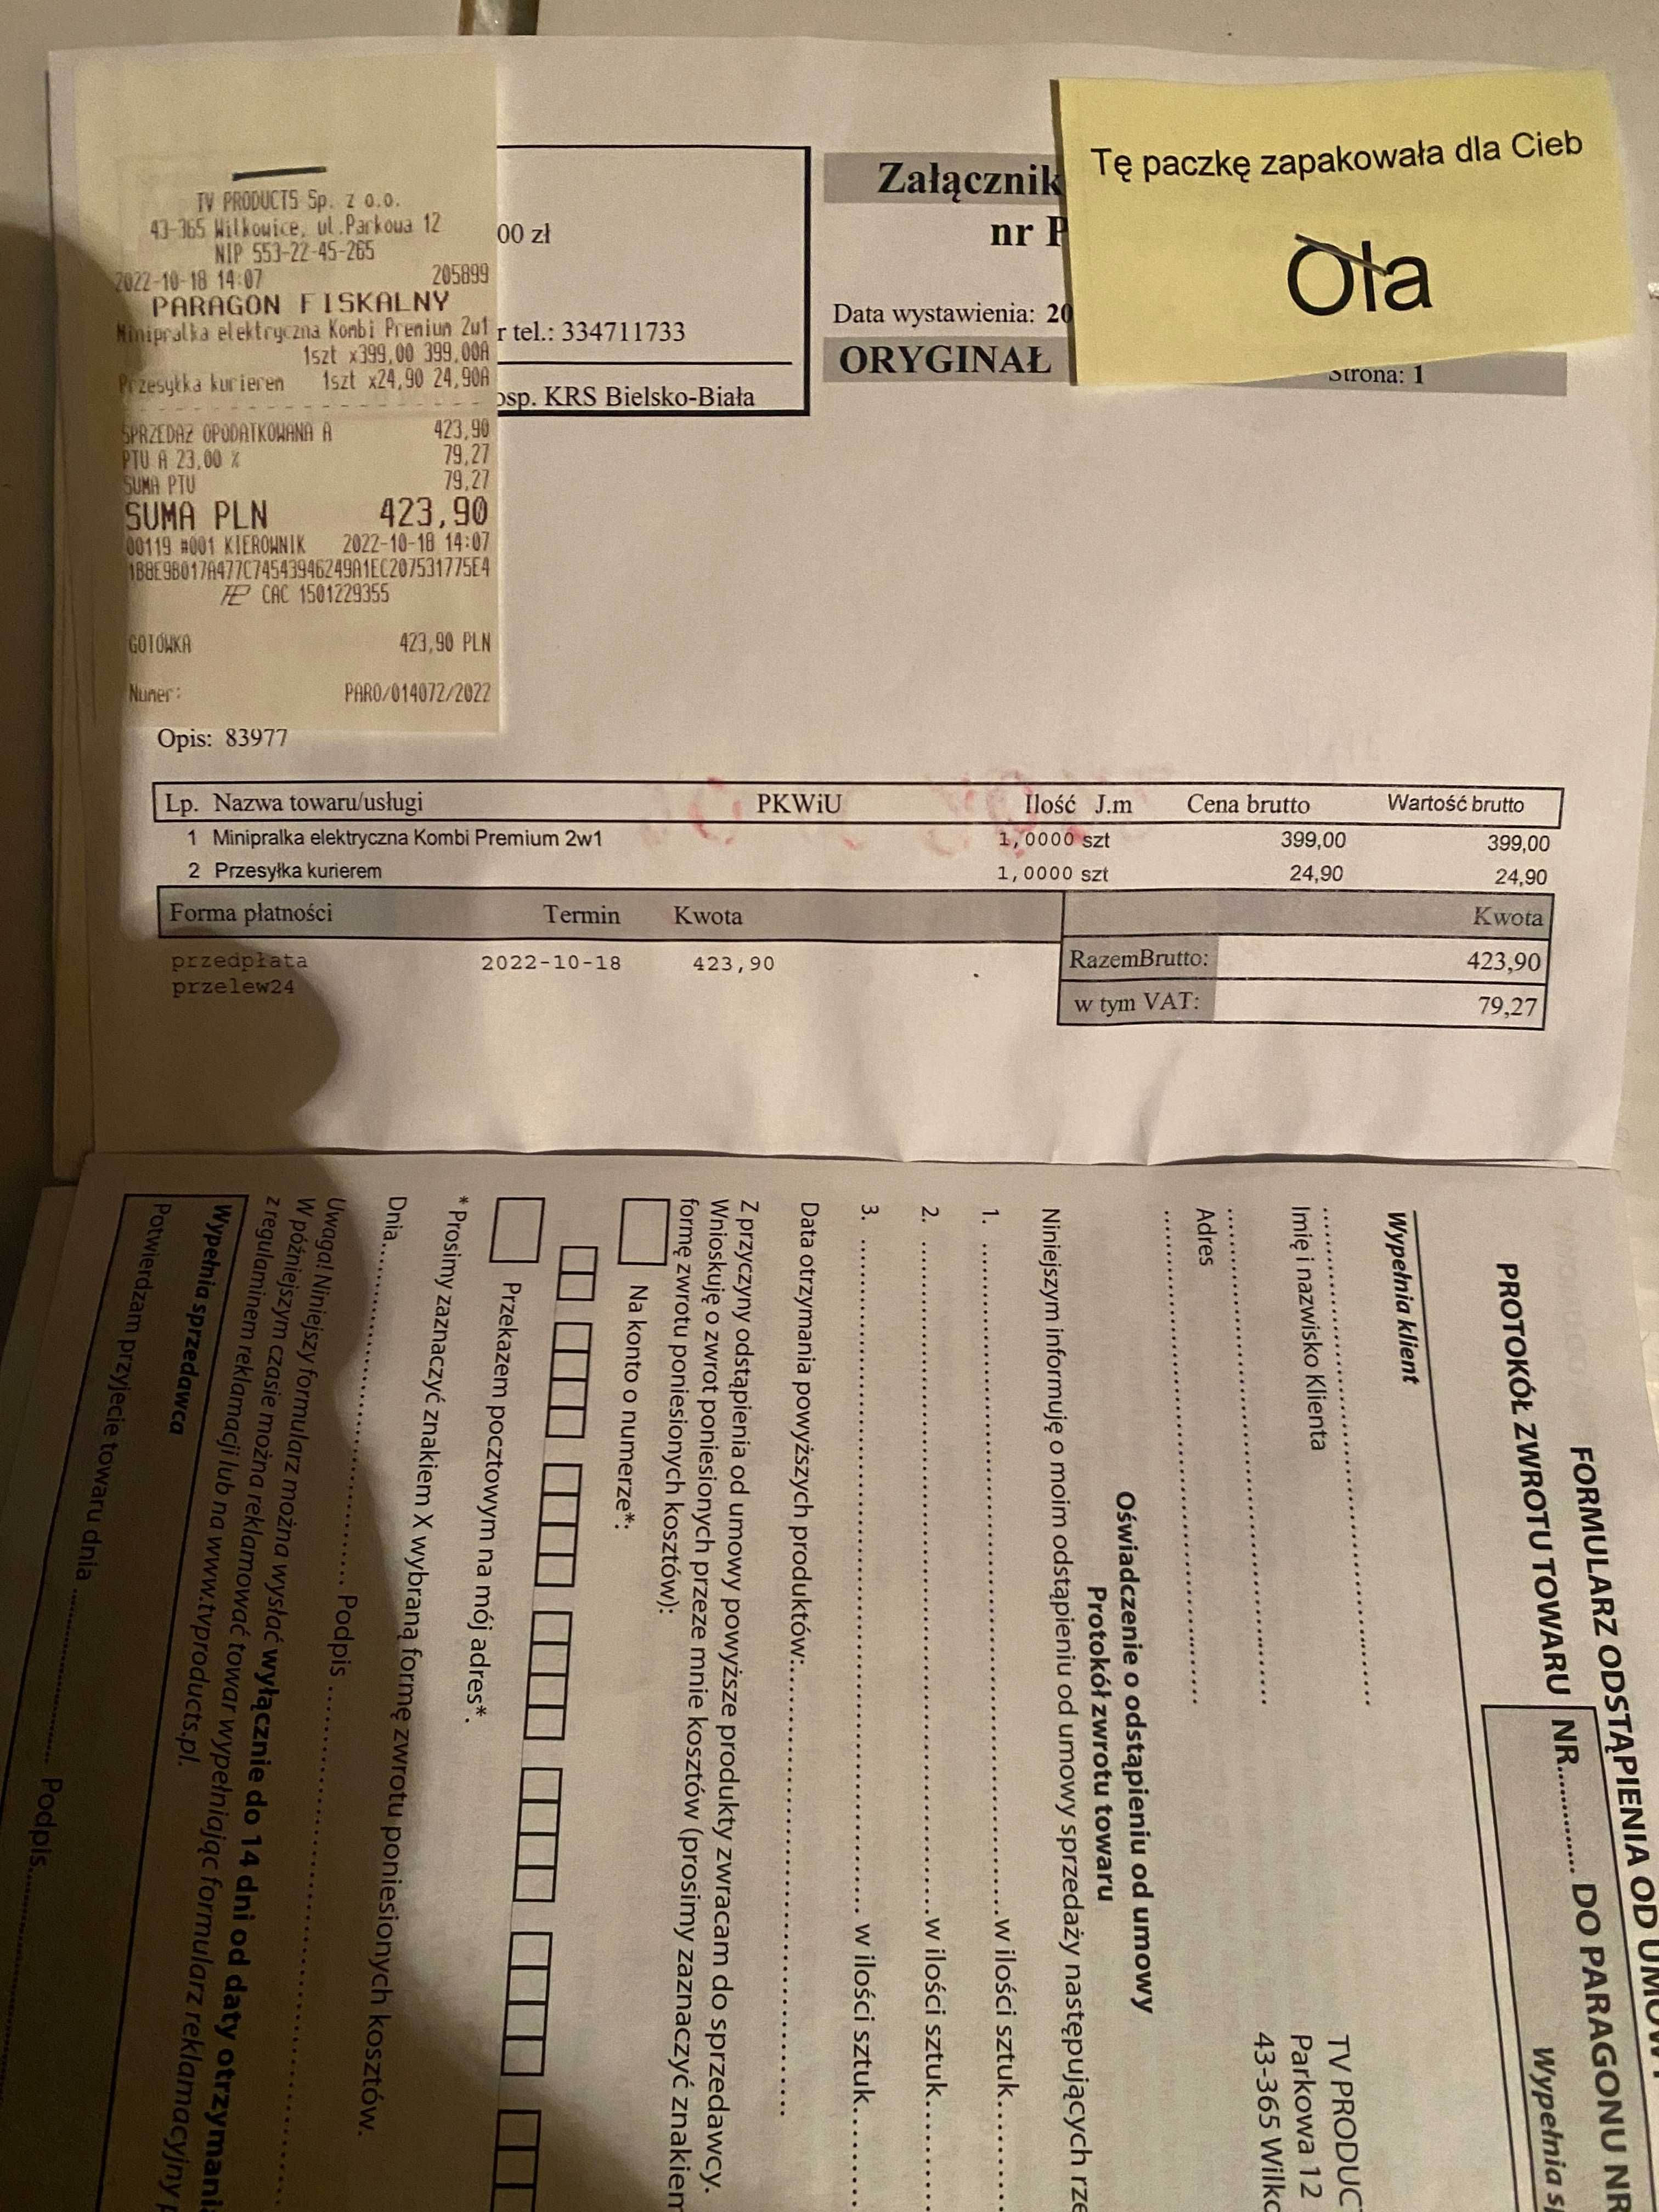 TV PRODUCTS Sp. z o.o.
43-365 Wilkowice, ul.Parkowa 12
NIP 553-22-45-265
2022-10-18 14:07 205899
PARAGON FISKALNY
Minipralka elektryczna Kombi Premium 2w1
1szt x399,00 399,00A
Przesyłka kurierem 1szt x24,90 24,90A
SPRZEDAŻ OPODATKOWANA A 423,90
PTU A 23,00 % 79,27
SUMA PTU 79,27
SUMA PLN 423,90
00119 #001 KIEROWNIK 2022-10-18 14:07
1B8E9B017A477C74543946249A1EC207531775E4
CAC 1501229355
GOTÓWKA 423,90 PLN
Numer: PARO/014072/2022
00 zł
r tel.: 334711733
osp. KRS Bielsko-Biała
Załącznik
nr P
Data wystawienia: 20
ORYGINAŁ
Strona: 1
Tę paczkę zapakowała dla Cieb
Ola
Opis: 83977
Lp. Nazwa towaru/usługi PKWiU Ilość J.m Cena brutto Wartość brutto
1 Minipralka elektryczna Kombi Premium 2w1 1,0000 szt 399,00 399,00
2 Przesyłka kurierem 1,0000 szt 24,90 24,90
Forma płatności Termin Kwota Kwota
przedpłata 2022-10-18 423,90
przelew24
RazemBrutto: 423,90
w tym VAT: 79,27
FORMULARZ ODSTĄPIENIA OD UMOWY
PROTOKÓŁ ZWROTU TOWARU NR........... DO PARAGONU NR
Wypełnia s
Wypełnia klient
Imię i nazwisko Klienta
Adres
TV PRODUC
Parkowa 12
43-365 Wilko
Oświadczenie o odstąpieniu od umowy
Protokół zwrotu towaru
Niniejszym informuję o moim odstąpieniu od umowy sprzedaży następujących rze
1. .......... w ilości sztuk..........
2. .......... w ilości sztuk..........
3. .......... w ilości sztuk..........
Data otrzymania powyższych produktów:..........
Z przyczyny odstąpienia od umowy powyższe produkty zwracam do sprzedawcy.
Wnioskuję o zwrot poniesionych przeze mnie kosztów (prosimy zaznaczyć znakiem
formę zwrotu poniesionych kosztów):
Na konto o numerze*:
Przekazem pocztowym na mój adres*.
* Prosimy zaznaczyć znakiem X wybraną formę zwrotu poniesionych kosztów.
Dnia.......... Podpis ..........
Uwaga! Niniejszy formularz można wysłać wyłącznie do 14 dni od daty otrzymani
W późniejszym czasie można reklamować towar wypełniając formularz reklamacyjny
z regulaminem reklamacji lub na www.tvproducts.pl.
Wypełnia sprzedawca
Potwierdzam przyjęcie towaru dnia .......... Podpis..........